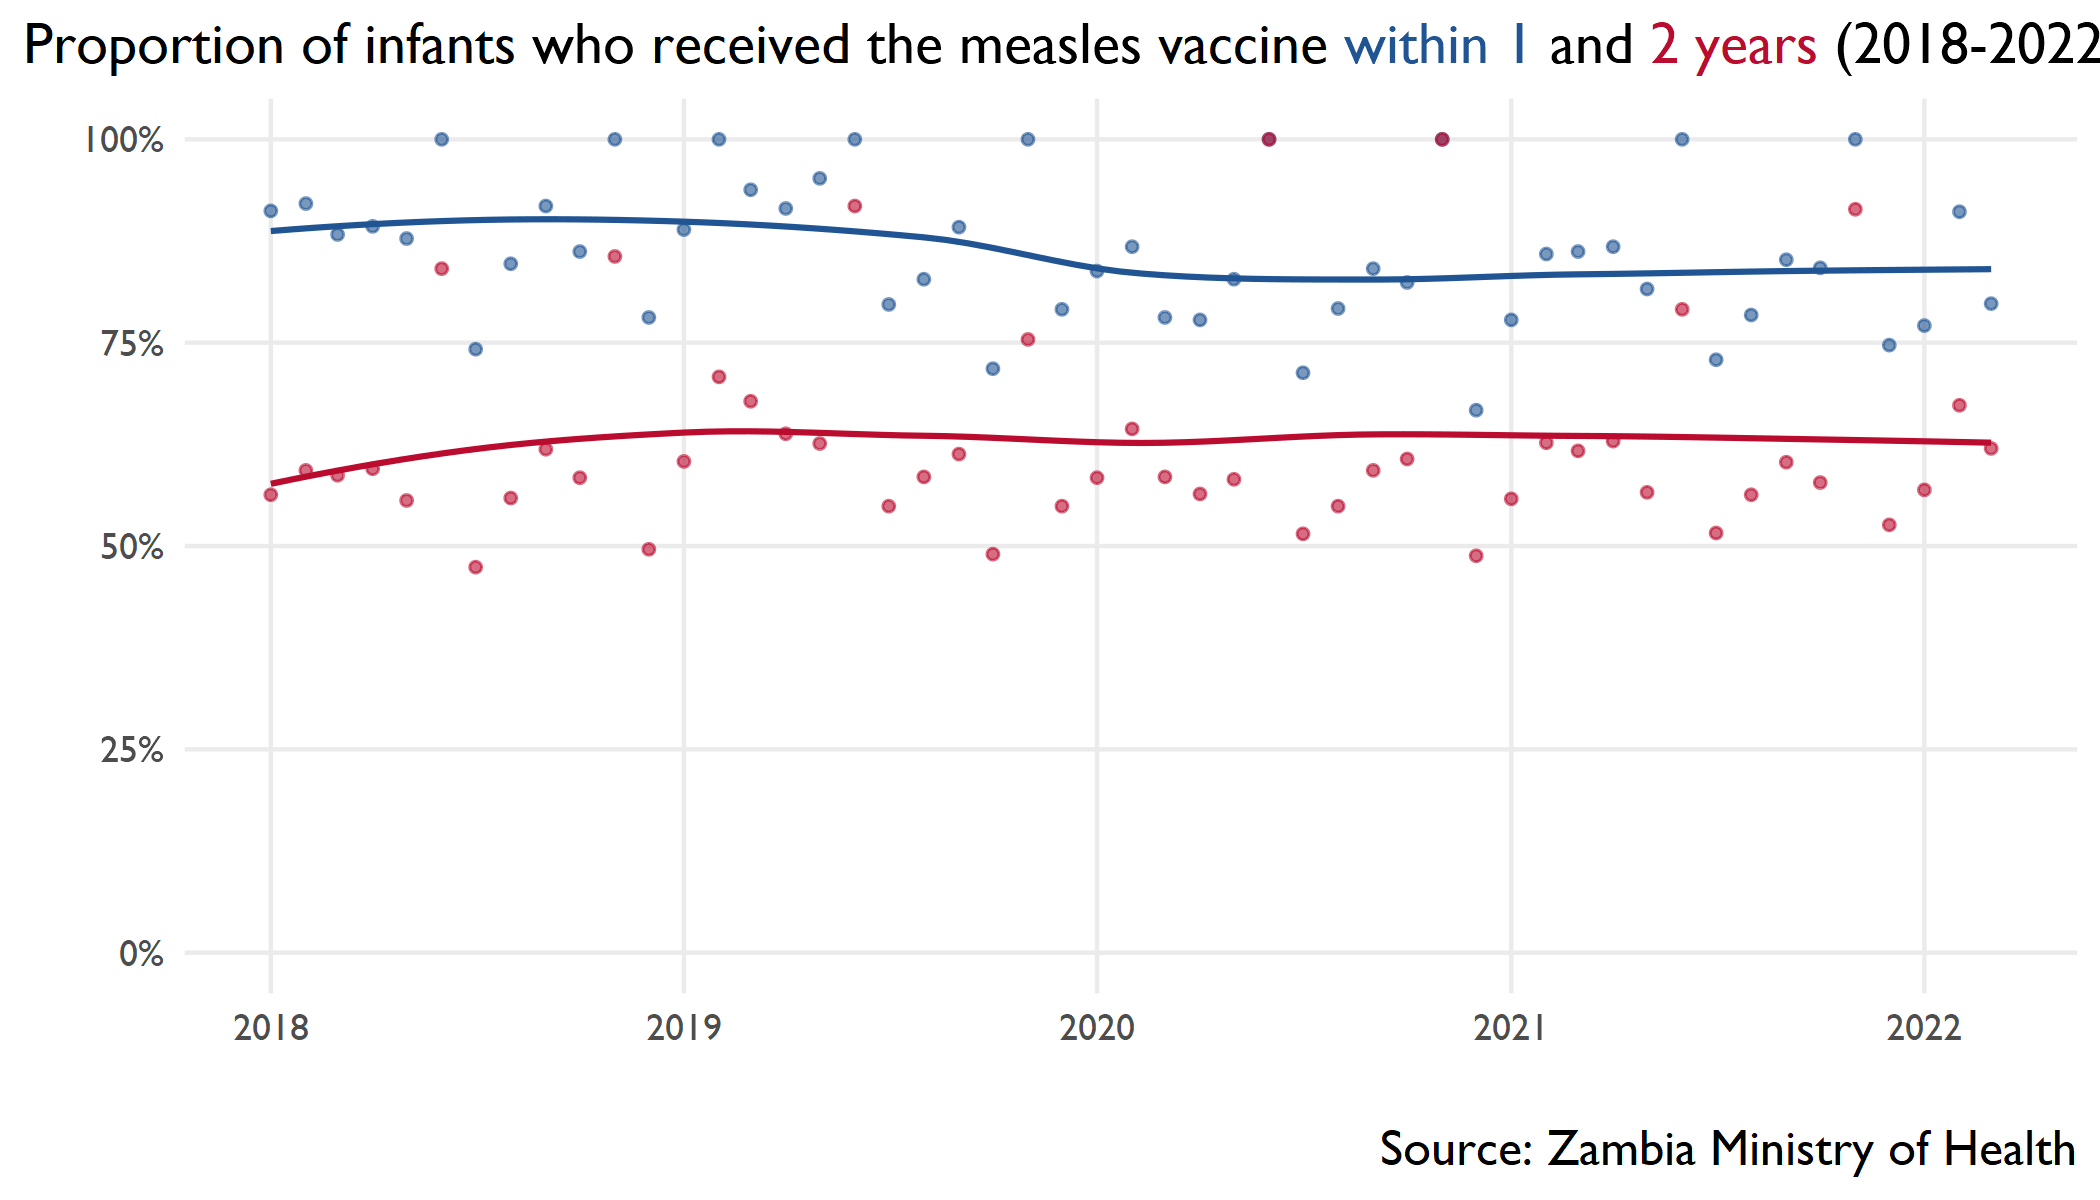 Proportion of infants who received the measles vaccine within 1 and 2 years (2018-2022
100%
75%
50%
25%
0%
2018 2019 2020 2021 2022
Source: Zambia Ministry of Health